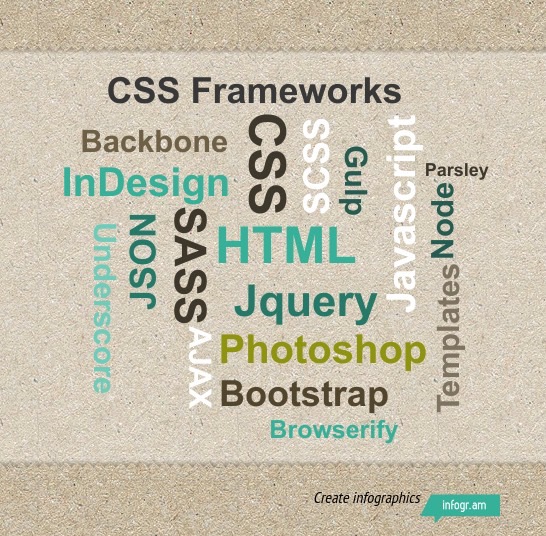 CSS Frameworks
Backbone
CSS
SCSS
Gulp
Javascript
Parsley
InDesign
Node
JSON
SASS
HTML
Underscore
Jquery
Templates
AJAX
Photoshop
Bootstrap
Browserify
Create infographics
infogr.am